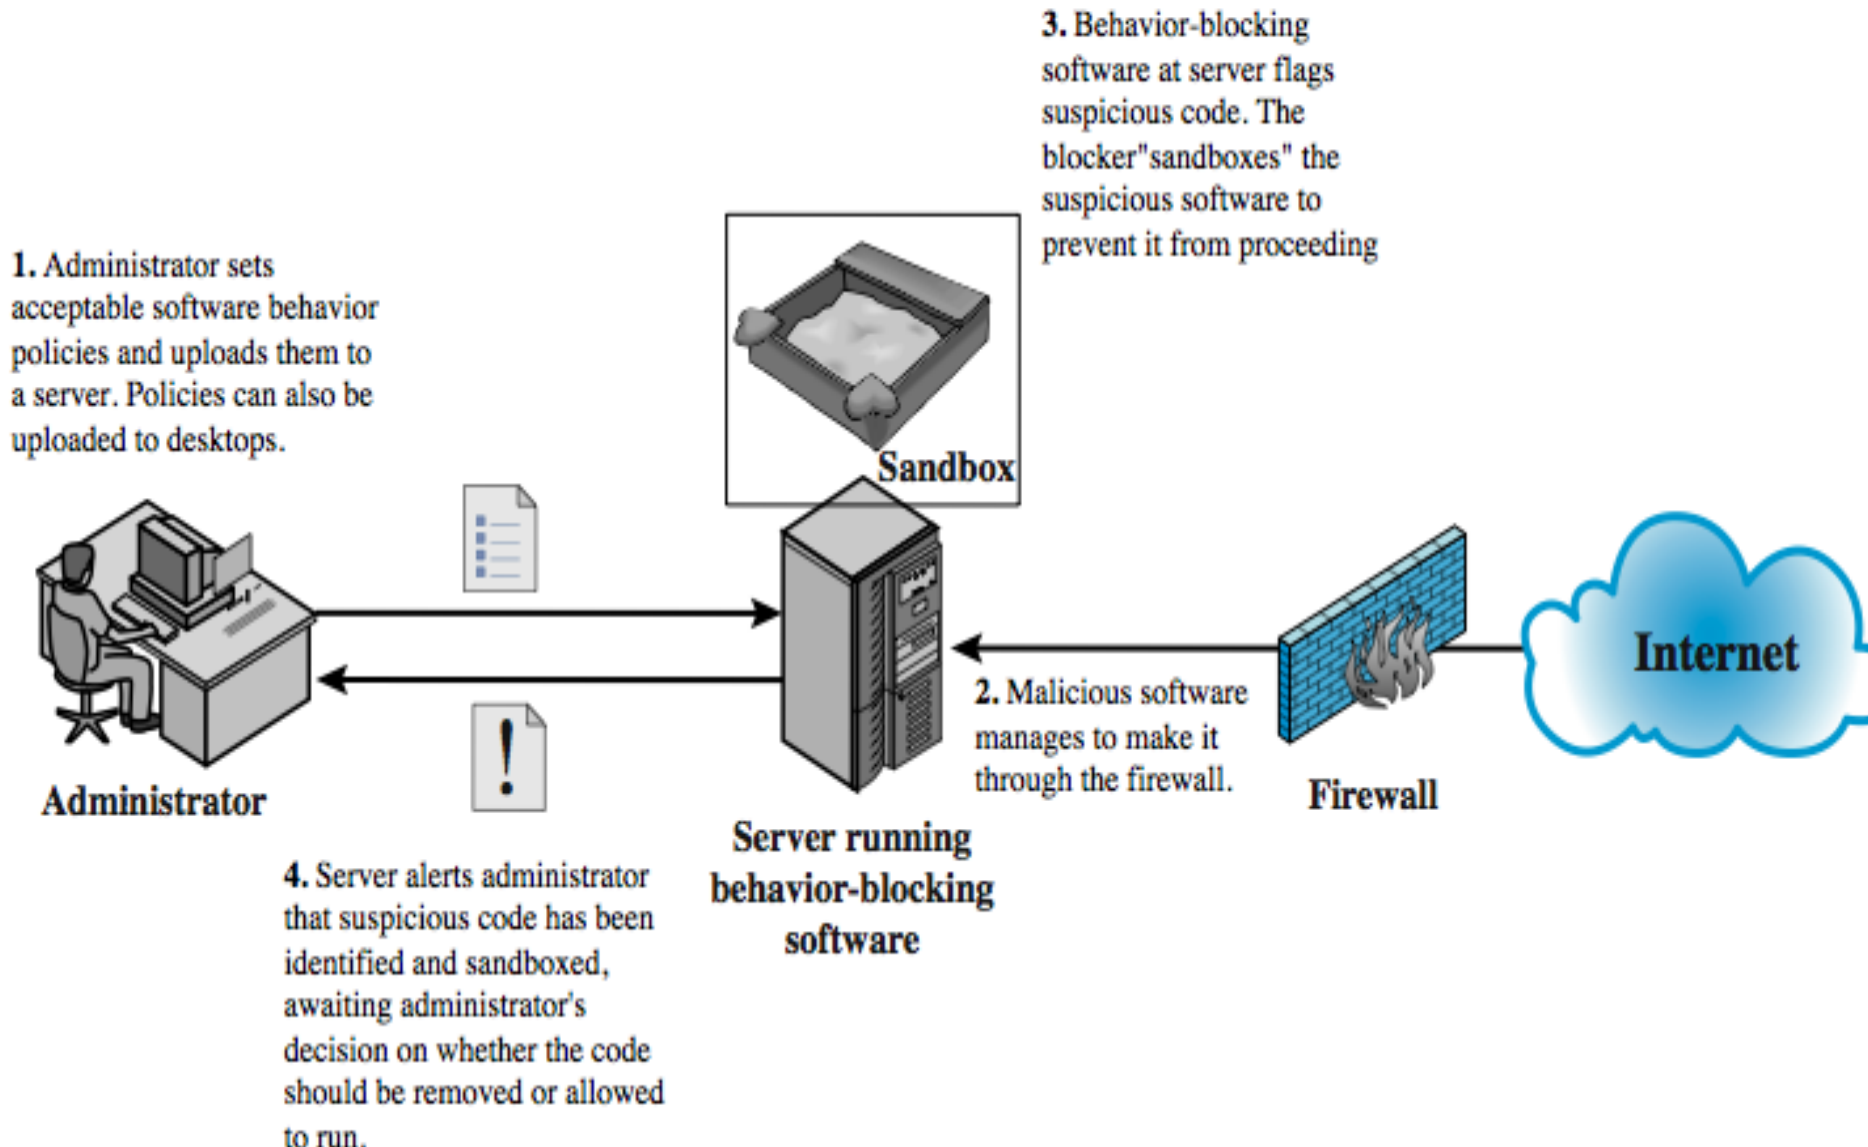 3. Behavior-blocking
software at server flags
suspicious code. The
blocker"sandboxes" the
suspicious software to
prevent it from proceeding
1. Administrator sets
acceptable software behavior
policies and uploads them to
a server. Policies can also be
uploaded to desktops.
Sandbox
Internet
2. Malicious software
manages to make it
through the firewall.
Administrator
Firewall
Server running
behavior-blocking
software
4. Server alerts administrator
that suspicious code has been
identified and sandboxed,
awaiting administrator's
decision on whether the code
should be removed or allowed
to run.